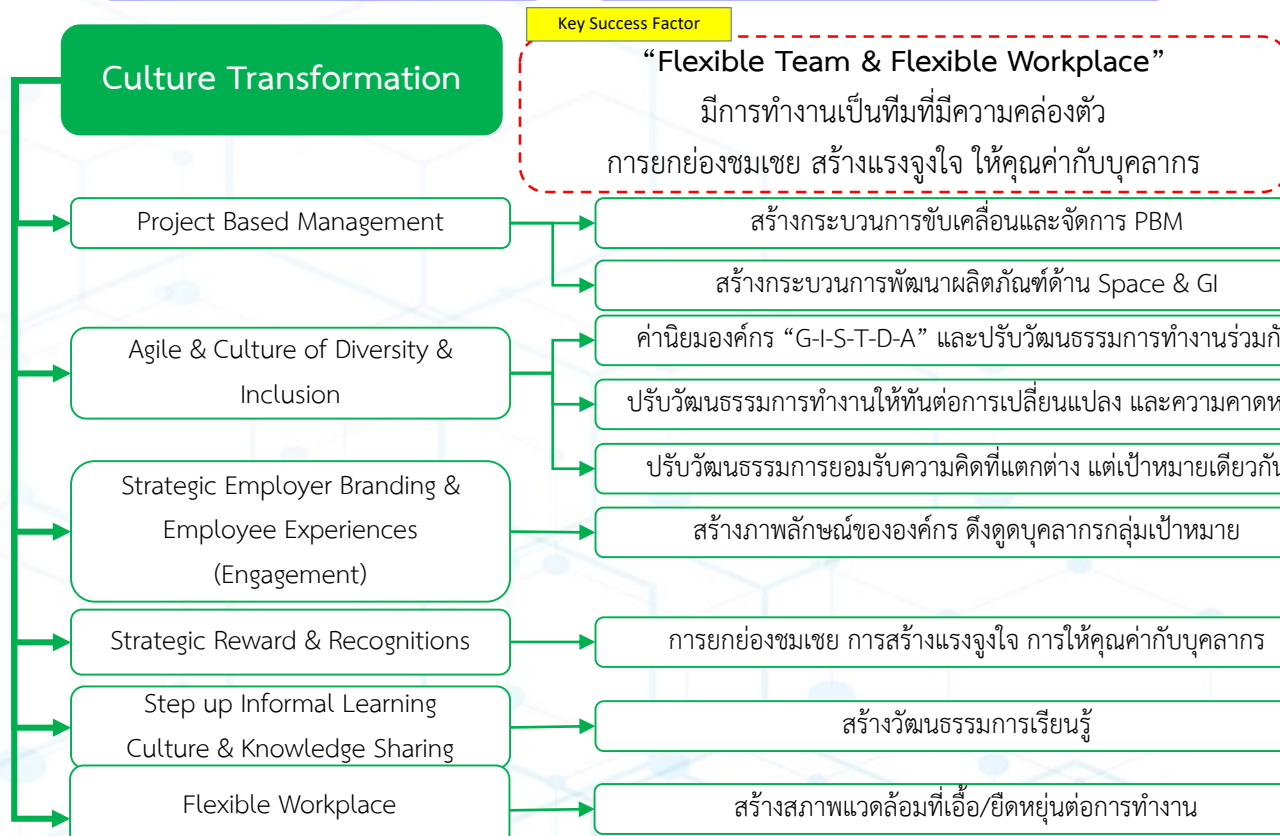 Key Success Factor
Culture Transformation
“Flexible Team & Flexible Workplace”
มีการทำงานเป็นทีมที่มีความคล่องตัว
การยกย่องชมเชย สร้างแรงจูงใจ ให้คุณค่ากับบุคลากร
Project Based Management
สร้างกระบวนการขับเคลื่อนและจัดการ PBM
สร้างกระบวนการพัฒนาผลิตภัณฑ์ด้าน Space & GI
Agile & Culture of Diversity &
Inclusion
ค่านิยมองค์กร “G-I-S-T-D-A” และปรับวัฒนธรรมการทำงานร่วมกั
ปรับวัฒนธรรมการทำงานให้ทันต่อการเปลี่ยนแปลง และความคาดห
ปรับวัฒนธรรมการยอมรับความคิดที่แตกต่าง แต่เป้าหมายเดียวกัน
Strategic Employer Branding &
Employee Experiences
(Engagement)
สร้างภาพลักษณ์ขององค์กร ดึงดูดบุคลากรกลุ่มเป้าหมาย
Strategic Reward & Recognitions
การยกย่องชมเชย การสร้างแรงจูงใจ การให้คุณค่ากับบุคลากร
Step up Informal Learning
Culture & Knowledge Sharing
สร้างวัฒนธรรมการเรียนรู้
Flexible Workplace
สร้างสภาพแวดล้อมที่เอื้อ/ยืดหยุ่นต่อการทำงาน